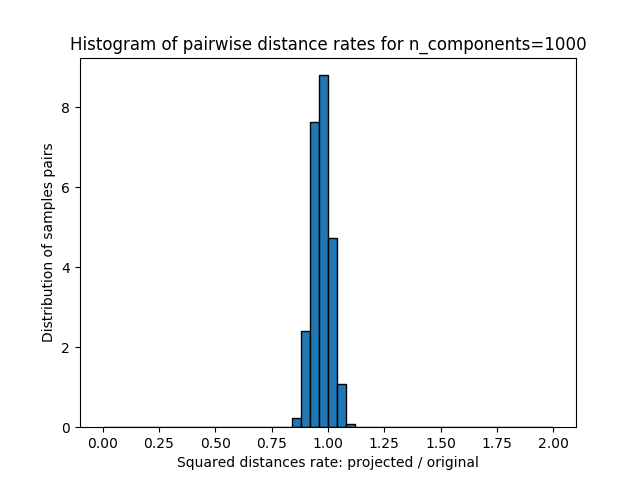 Histogram of pairwise distance rates for n_components=1000
Distribution of samples pairs
8
6
4
2
0
0.00 0.25 0.50 0.75 1.00 1.25 1.50 1.75 2.00
Squared distances rate: projected / original